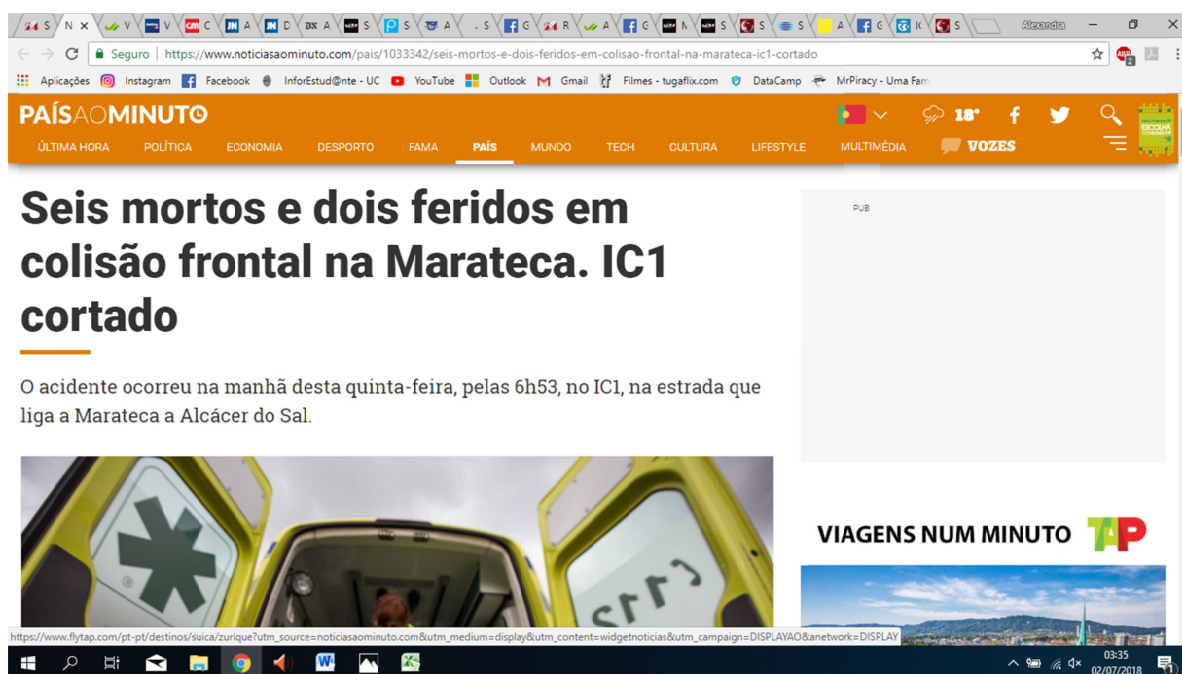 S N V V C A D A S S A S G R A G N S S S A G K S Alexandra
Seguro | https://www.noticiasaominuto.com/pais/1033342/seis-mortos-e-dois-feridos-em-colisao-frontal-na-marateca-ic1-cortado
Aplicações Instagram Facebook InforEstud@nte - UC YouTube Outlook Gmail Filmes - tugaflix.com DataCamp MrPiracy - Uma Fam
PAÍSAOMINUTO 18°
ESCOLHA
ÚLTIMA HORA POLÍTICA ECONOMIA DESPORTO FAMA PAÍS MUNDO TECH CULTURA LIFESTYLE MULTIMÉDIA VOZES
Seis mortos e dois feridos em
colisão frontal na Marateca. IC1
cortado
PUB
O acidente ocorreu na manhã desta quinta-feira, pelas 6h53, no IC1, na estrada que
liga a Marateca a Alcácer do Sal.
VIAGENS NUM MINUTO TAP
112
https://www.flytap.com/pt-pt/destinos/suica/zurique?utm_source=noticiasaominuto.com&utm_medium=display&utm_content=widgetnoticias&utm_campaign=DISPLAYAO&anetwork=DISPLAY
03:35
02/07/2018